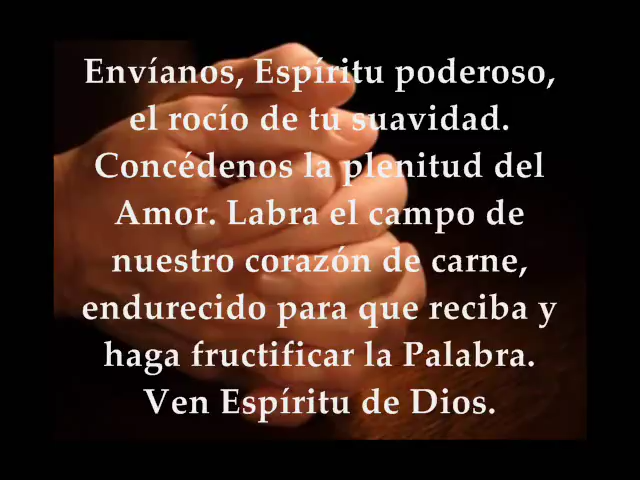 Envíanos, Espíritu poderoso,
el rocío de tu suavidad.
Concédenos la plenitud del
Amor. Labra el campo de
nuestro corazón de carne,
endurecido para que reciba y
haga fructificar la Palabra.
Ven Espíritu de Dios.